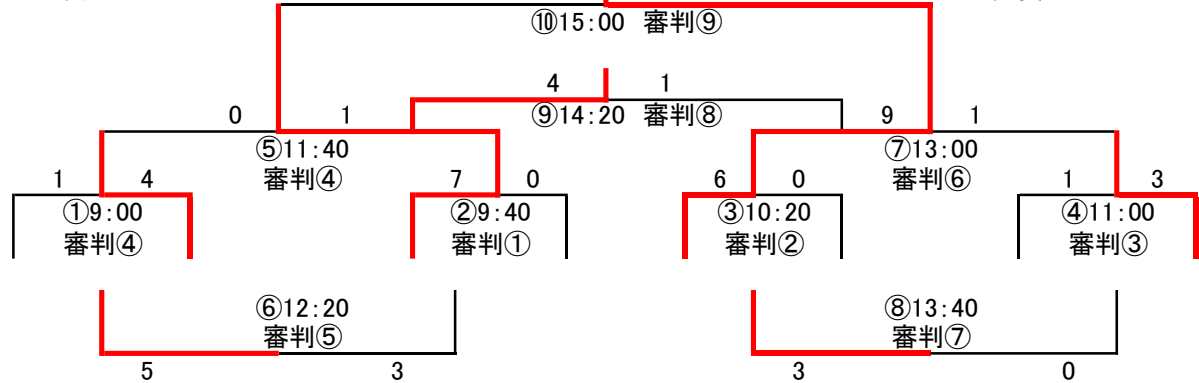 ⑩15:00 審判⑨
4 1
0 1 ⑨14:20 審判⑧ 9 1
⑤11:40 ⑦13:00
1 4 審判④ 7 0 6 0 審判⑥ 1 3
①9:00 ②9:40 ③10:20 ④11:00
審判④ 審判① 審判② 審判③
⑥12:20 ⑧13:40
審判⑤ 審判⑦
5 3 3 0